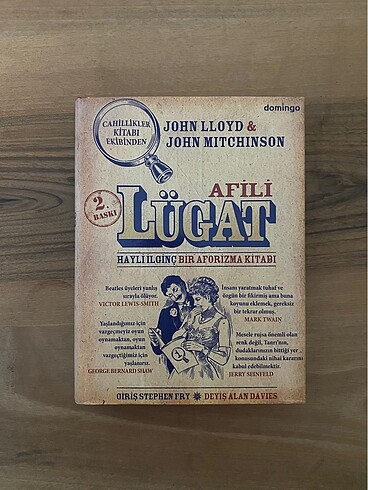 domingo
CAHİLLİKLER
KİTABI
EKİBİNDEN
JOHN LLOYD &
JOHN MITCHINSON
2.
BASKI
AFİLİ
LÜGAT
HAYLİ İLGİNÇ BİR AFORİZMA KİTABI
Beatles üyeleri yanlış
sırayla ölüyor.
VICTOR LEWIS-SMITH
Yaşlandığımız için
vazgeçmeyiz oyun
oynamaktan, oyun
oynamaktan
vazgeçtiğimiz için
yaşlanırız.
GEORGE BERNARD SHAW
İnsanı yaratmak tuhaf ve
özgün bir fikirmiş ama buna
koyunu eklemek, gereksiz
bir tekrar olmuş.
MARK TWAIN
Mesele rujsa önemli olan
renk değil, Tanrı'nın,
dudaklarınızın bittiği yer
konusundaki nihai kararını
kabul edebilmektir.
JERRY SEINFELD
GİRİŞ STEPHEN FRY
DEYİŞ ALAN DAVIES